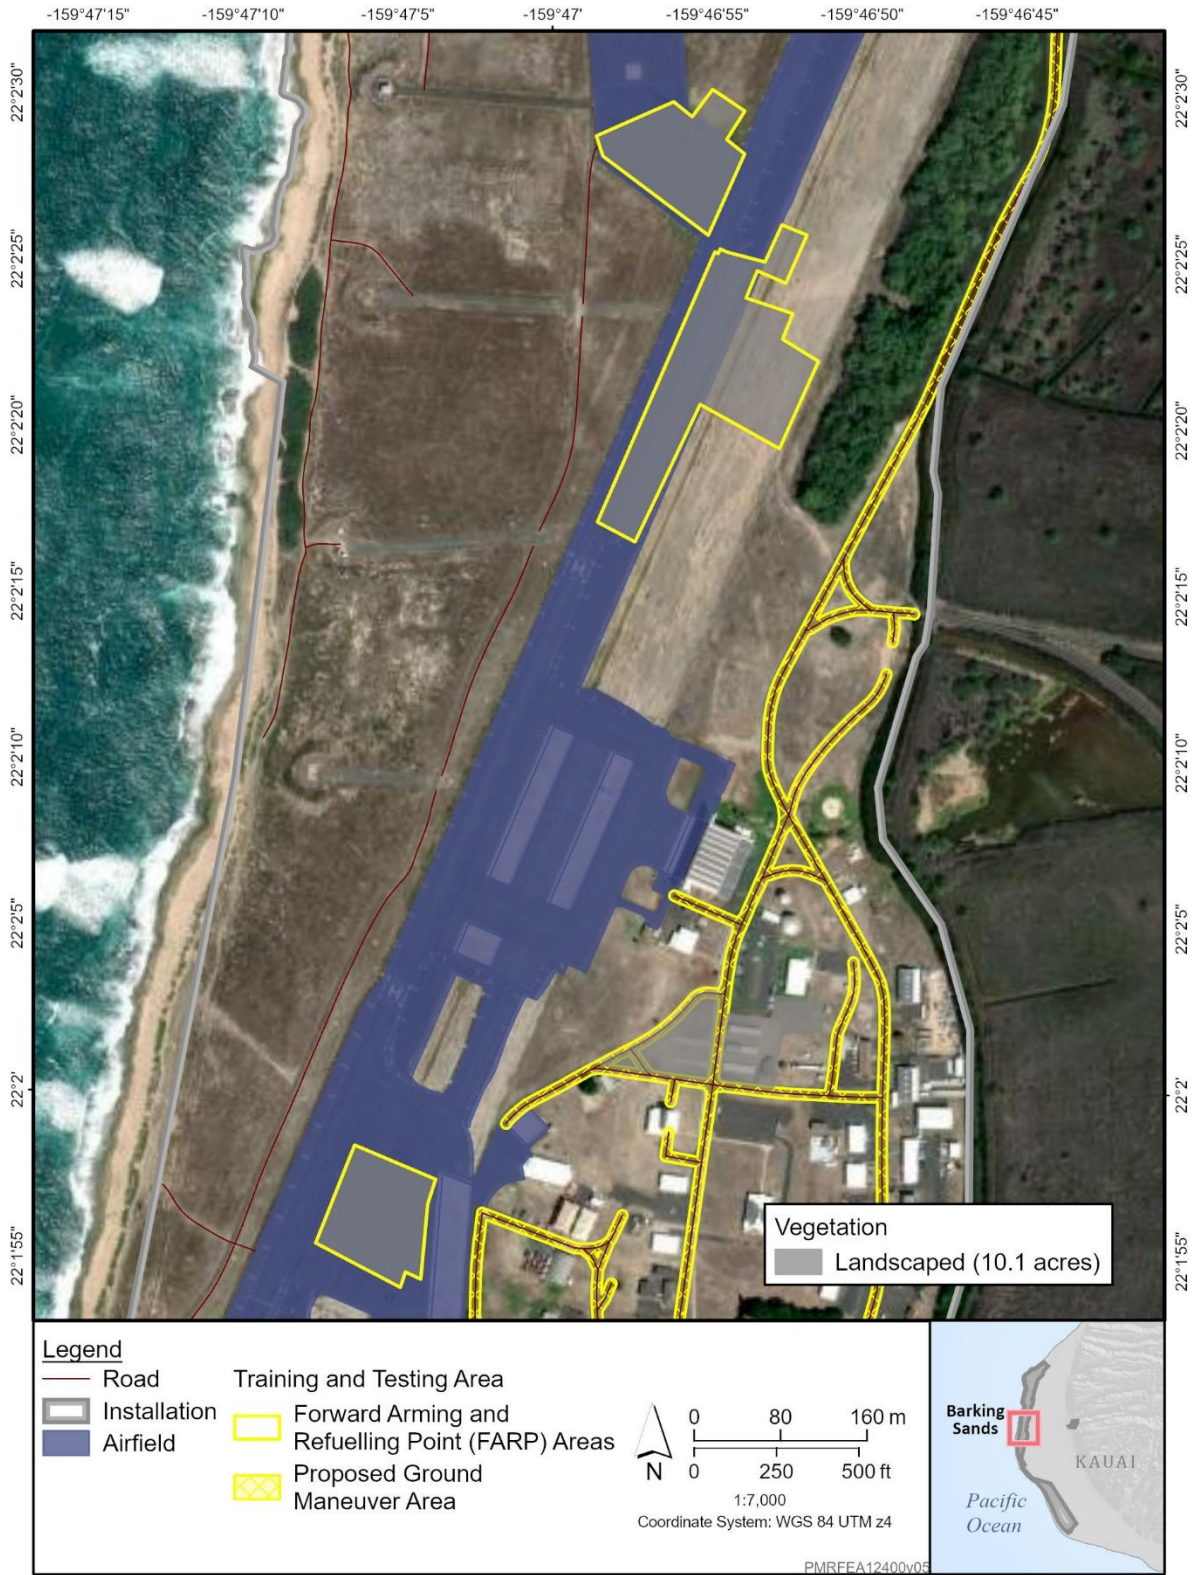 -159°47'15"
-159°47'10"
-159°47'5"
-159°47'
-159°46'55"
-159°46'50"
-159°46'45"
22°2'30"
22°2'30"
22°2'25"
22°2'25"
22°2'20"
22°2'20"
22°2'15"
22°2'15"
22°2'10"
22°2'10"
22°2'5"
22°2'5"
22°2'
22°2'
22°1'55"
22°1'55"
Vegetation
Landscaped (10.1 acres)
Legend
Road
Installation
Airfield
Training and Testing Area
Forward Arming and
Refuelling Point (FARP) Areas
Proposed Ground
Maneuver Area
N
0 80 160 m
0 250 500 ft
1:7,000
Coordinate System: WGS 84 UTM z4
PMRFEA12400v05
Barking
Sands
KAUAI
Pacific
Ocean